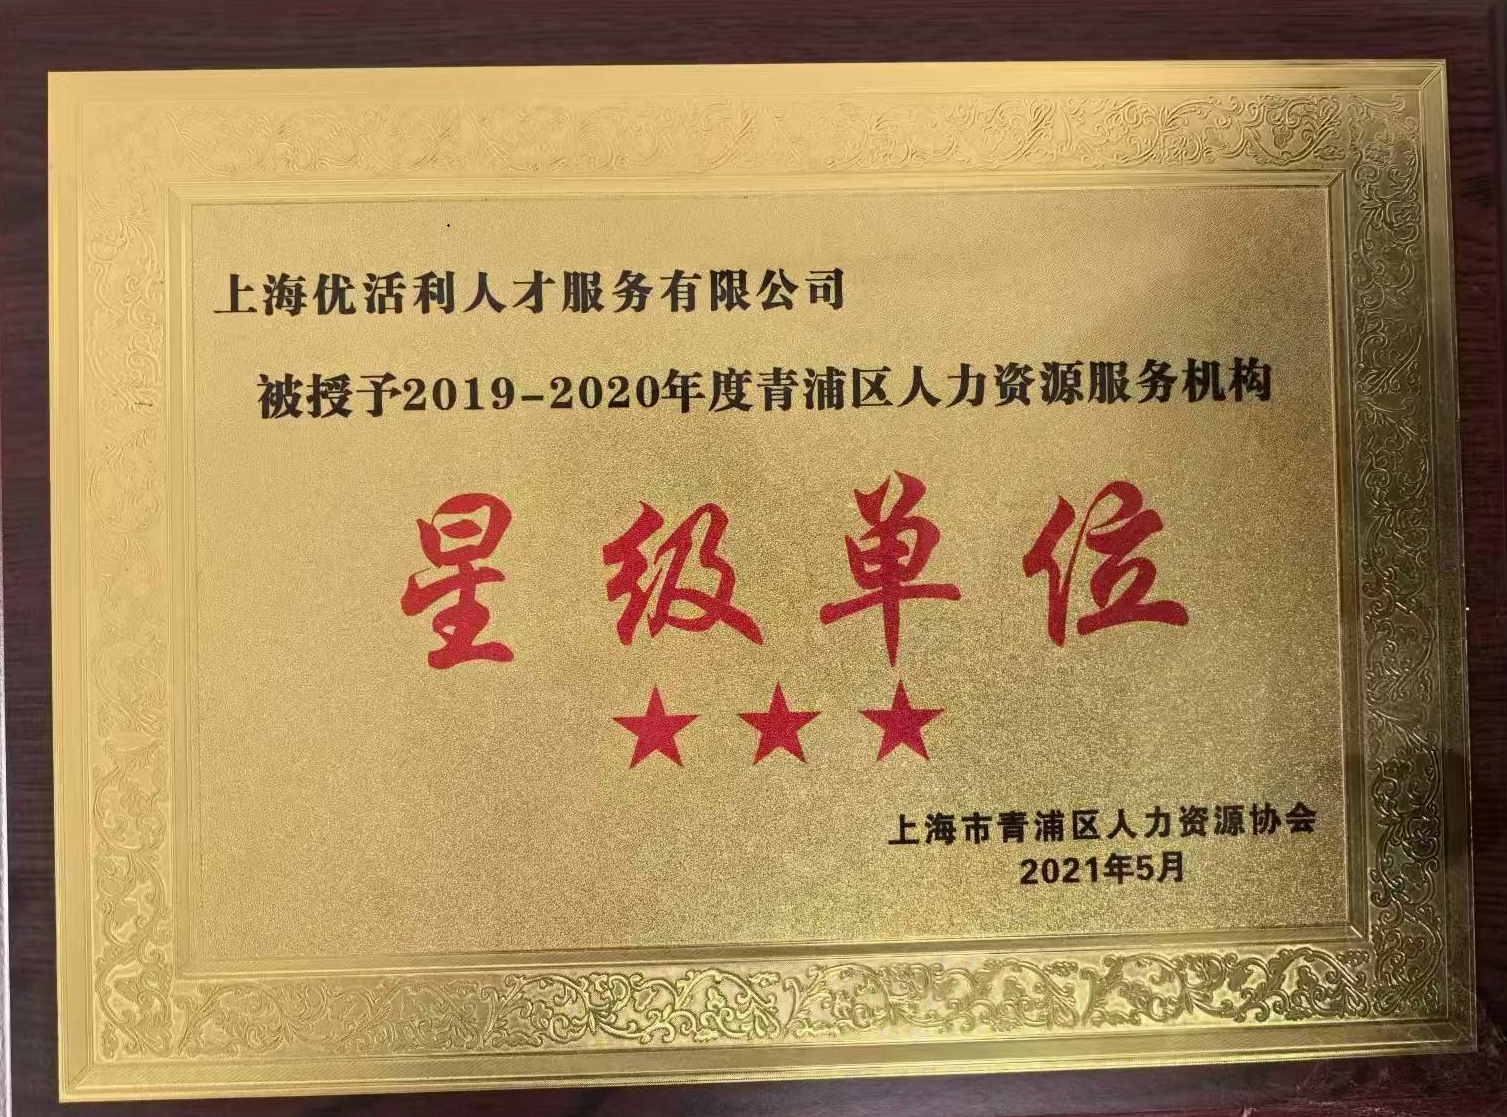 上海优活利人才服务有限公司
被授予2019-2020年度青浦区人力资源服务机构
星级单位
★★★
上海市青浦区人力资源协会
2021年5月